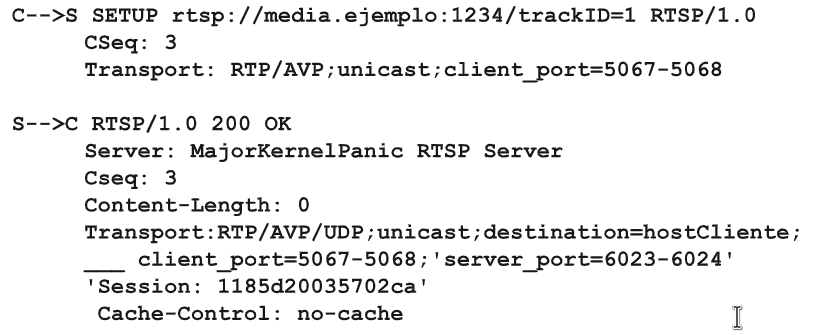 C-->S SETUP rtsp://media.ejemplo:1234/trackID=1 RTSP/1.0
CSeq: 3
Transport: RTP/AVP;unicast;client_port=5067-5068
S-->C RTSP/1.0 200 OK
Server: MajorKernelPanic RTSP Server
Cseq: 3
Content-Length: 0
Transport:RTP/AVP/UDP;unicast;destination=hostCliente;
___ client_port=5067-5068;'server_port=6023-6024'
'Session: 1185d20035702ca'
Cache-Control: no-cache